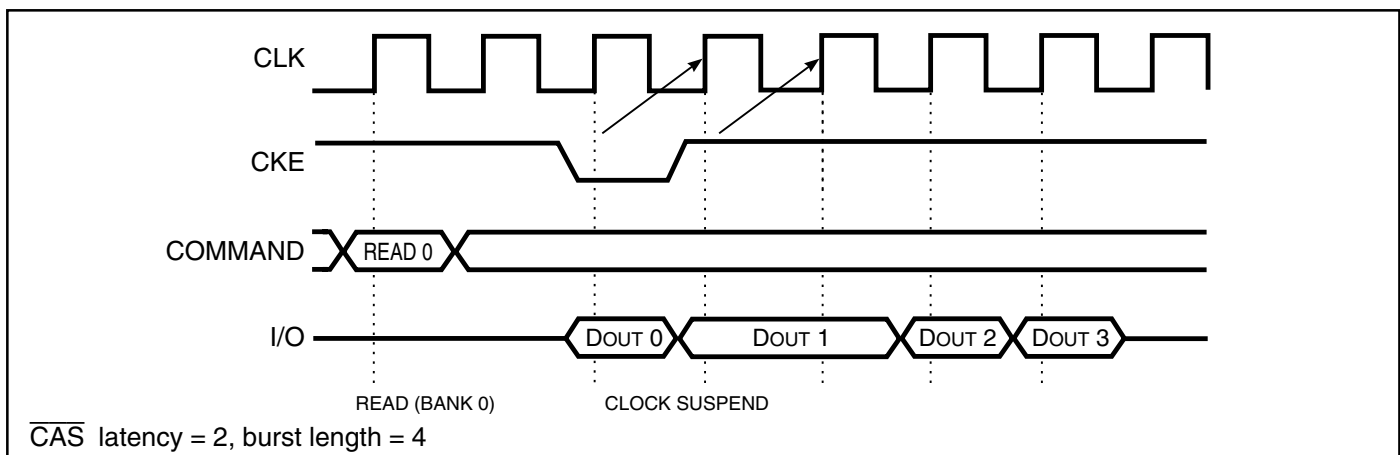 CLK
CKE
COMMAND READ 0
I/O DOUT 0 DOUT 1 DOUT 2 DOUT 3
READ (BANK 0) CLOCK SUSPEND
CAS latency = 2, burst length = 4